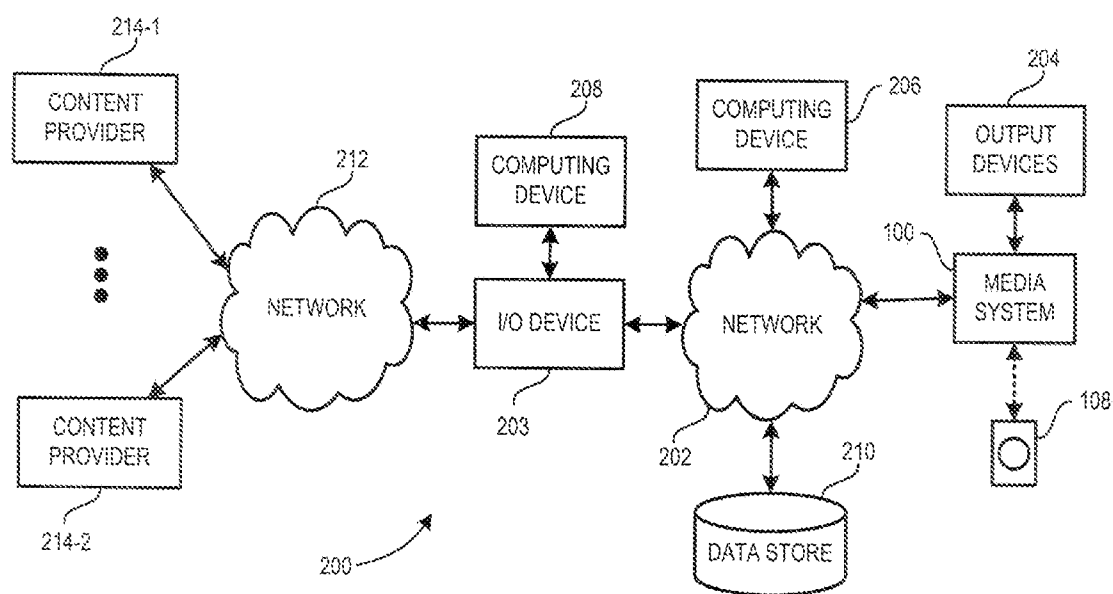 214-1
CONTENT
PROVIDER
212
NETWORK
CONTENT
PROVIDER
214-2
208
COMPUTING
DEVICE
I/O DEVICE
203
200
206
COMPUTING
DEVICE
NETWORK
202
210
DATA STORE
204
OUTPUT
DEVICES
100
MEDIA
SYSTEM
108